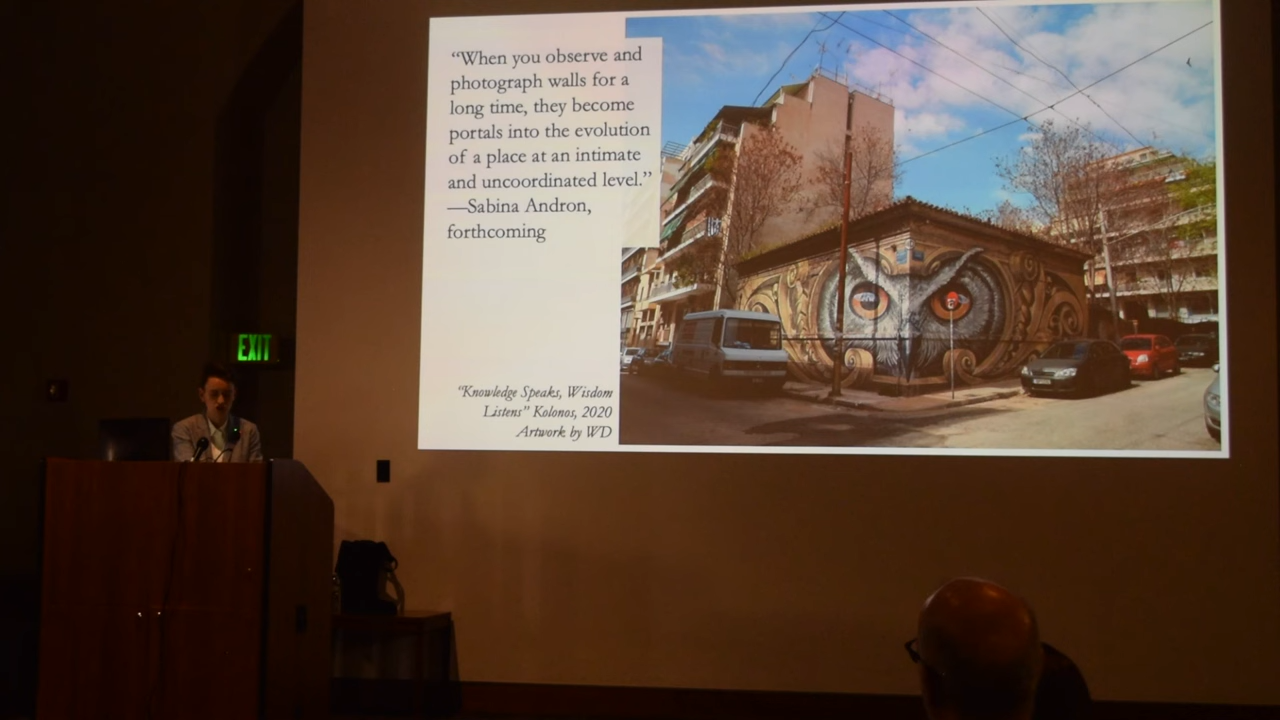 “When you observe and
photograph walls for a
long time, they become
portals into the evolution
of a place at an intimate
and uncoordinated level.”
—Sabina Andron,
forthcoming
“Knowledge Speaks, Wisdom
Listens” Kolonos, 2020
Artwork by WD
EXIT